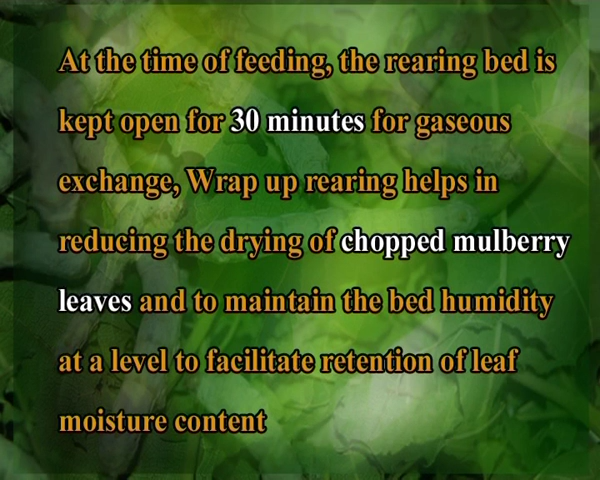 At the time of feeding, the rearing bed is
kept open for 30 minutes for gaseous
exchange, Wrap up rearing helps in
reducing the drying of chopped mulberry
leaves and to maintain the bed humidity
at a level to facilitate retention of leaf
moisture content